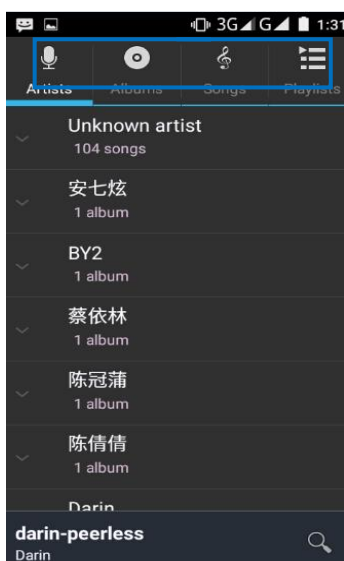 3G G 1:31
Artists Albums Songs Playlists
Unknown artist
104 songs
安七炫
1 album
BY2
1 album
蔡依林
1 album
陈冠蒲
1 album
陈倩倩
1 album
Darin
darin-peerless
Darin